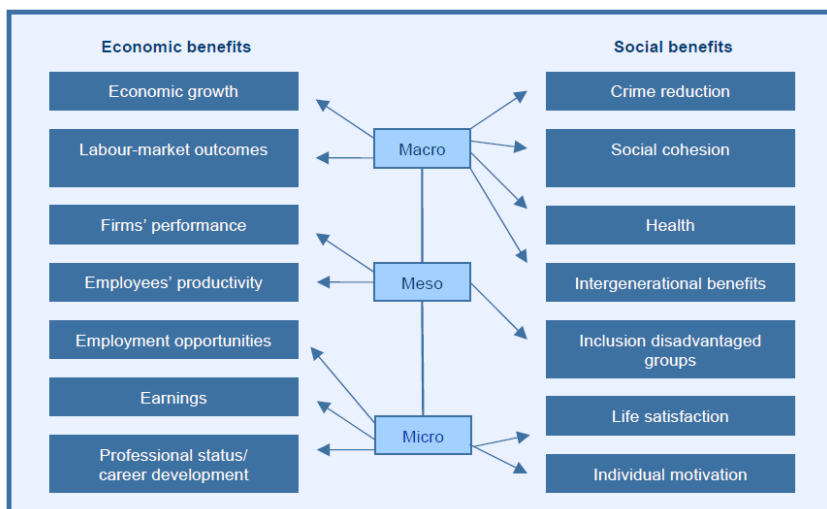 Economic benefits
Economic growth
Labour-market outcomes
Firms' performance
Employees' productivity
Employment opportunities
Earnings
Professional status/
career development
Macro
Meso
Micro
Social benefits
Crime reduction
Social cohesion
Health
Intergenerational benefits
Inclusion disadvantaged
groups
Life satisfaction
Individual motivation